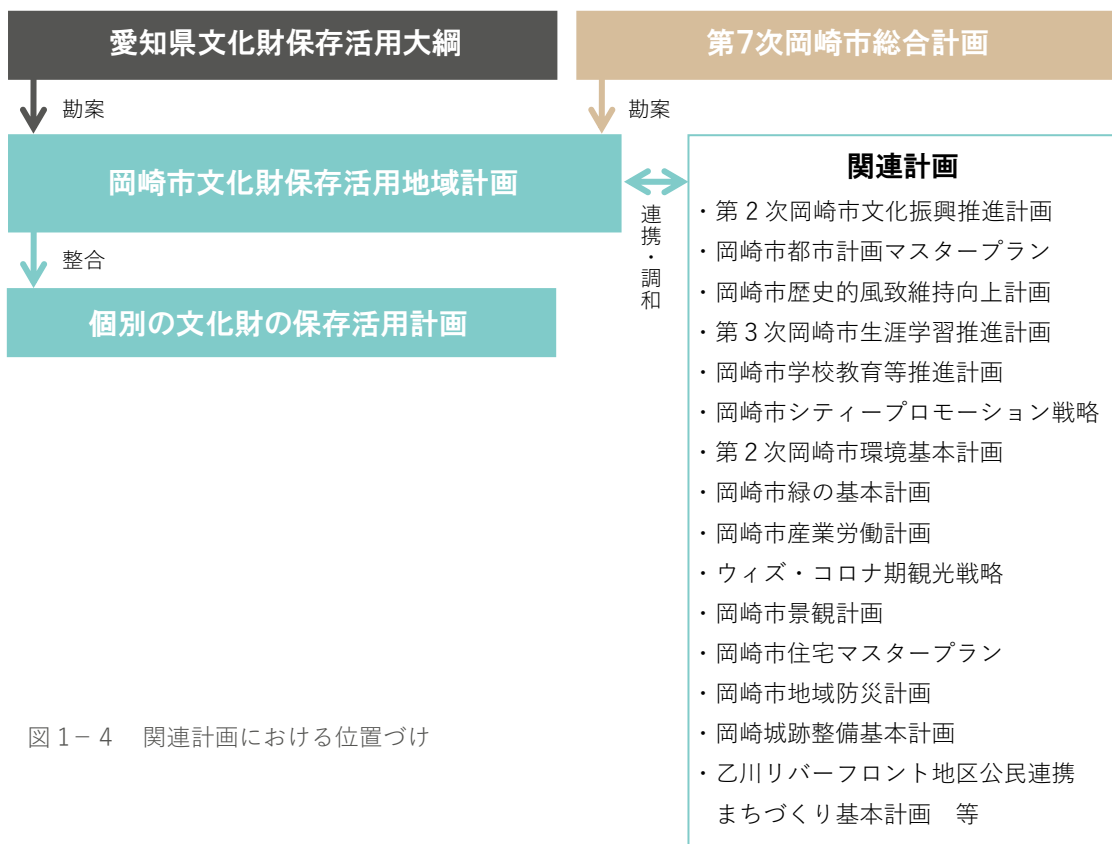 愛知県文化財保存活用大綱
第7次岡崎市総合計画
勘案
勘案
岡崎市文化財保存活用地域計画
連携・調和
整合
個別の文化財の保存活用計画
関連計画
・第２次岡崎市文化振興推進計画
・岡崎市都市計画マスタープラン
・岡崎市歴史的風致維持向上計画
・第３次岡崎市生涯学習推進計画
・岡崎市学校教育等推進計画
・岡崎市シティープロモーション戦略
・第２次岡崎市環境基本計画
・岡崎市緑の基本計画
・岡崎市産業労働計画
・ウィズ・コロナ期観光戦略
・岡崎市景観計画
・岡崎市住宅マスタープラン
・岡崎市地域防災計画
・岡崎城跡整備基本計画
・乙川リバーフロント地区公民連携
まちづくり基本計画　等
図１−４　関連計画における位置づけ